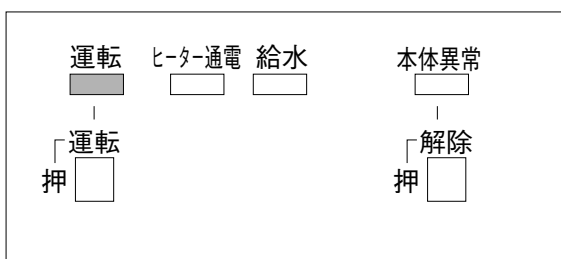 運転 ヒーター通電 給水 本体異常
運転 解除
押 押